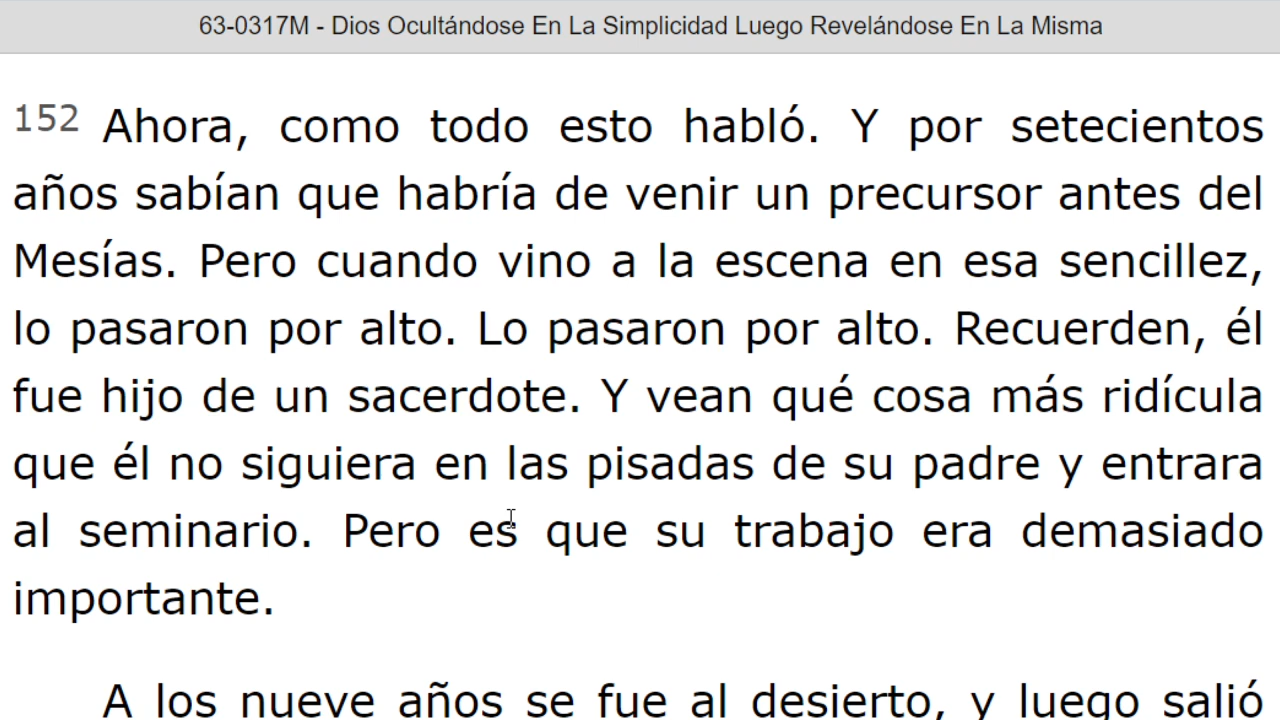 63-0317M - Dios Ocultándose En La Simplicidad Luego Revelándose En La Misma
152 Ahora, como todo esto habló. Y por setecientos
años sabían que habría de venir un precursor antes del
Mesías. Pero cuando vino a la escena en esa sencillez,
lo pasaron por alto. Lo pasaron por alto. Recuerden, él
fue hijo de un sacerdote. Y vean qué cosa más ridícula
que él no siguiera en las pisadas de su padre y entrara
al seminario. Pero es que su trabajo era demasiado
importante.
A los nueve años se fue al desierto, y luego salió